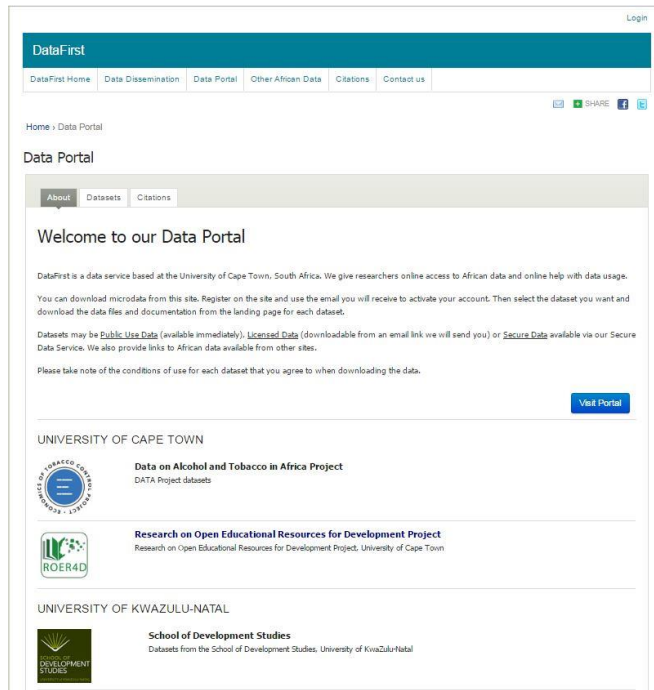 Login
DataFirst
DataFirst Home Data Dissemination Data Portal Other African Data Citations Contact us
SHARE
Home › Data Portal
Data Portal
About Datasets Citations
Welcome to our Data Portal
DataFirst is a data service based at the University of Cape Town, South Africa. We give researchers online access to African data and online help with data usage.
You can download microdata from this site. Register on the site and use the email you will receive to activate your account. Then select the dataset you want and
download the data files and documentation from the landing page for each dataset.
Datasets may be Public Use Data (available immediately), Licensed Data (downloadable from an email link we will send you) or Secure Data available via our Secure
Data Service. We also provide links to African data available from other sites.
Please take note of the conditions of use for each dataset that you agree to when downloading the data.
Visit Portal
UNIVERSITY OF CAPE TOWN
ECONOMICS OF TOBACCO CONTROL PROJECT
Data on Alcohol and Tobacco in Africa Project
DATA Project datasets
ROER4D
Research on Open Educational Resources for Development Project
Research on Open Educational Resources for Development Project, University of Cape Town
UNIVERSITY OF KWAZULU-NATAL
SCHOOL OF
DEVELOPMENT
STUDIES
School of Development Studies
Datasets from the School of Development Studies, University of KwaZulu-Natal